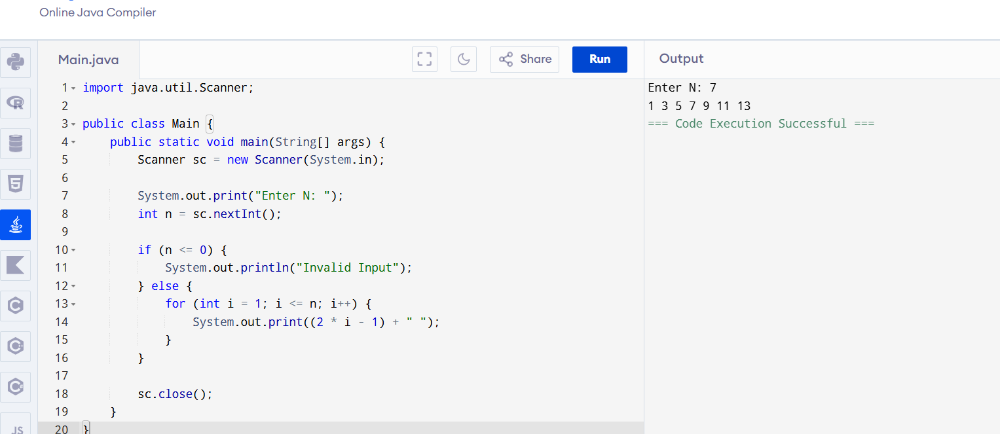 Online Java Compiler
Main.java
Share
Run
Output
1 import java.util.Scanner;
2
3 public class Main {
4     public static void main(String[] args) {
5         Scanner sc = new Scanner(System.in);
6
7         System.out.print("Enter N: ");
8         int n = sc.nextInt();
9
10         if (n <= 0) {
11             System.out.println("Invalid Input");
12         } else {
13             for (int i = 1; i <= n; i++) {
14                 System.out.print((2 * i - 1) + " ");
15             }
16         }
17
18         sc.close();
19     }
20 }
Enter N: 7
1 3 5 7 9 11 13
=== Code Execution Successful ===
R
5
C
C++
C#
JS